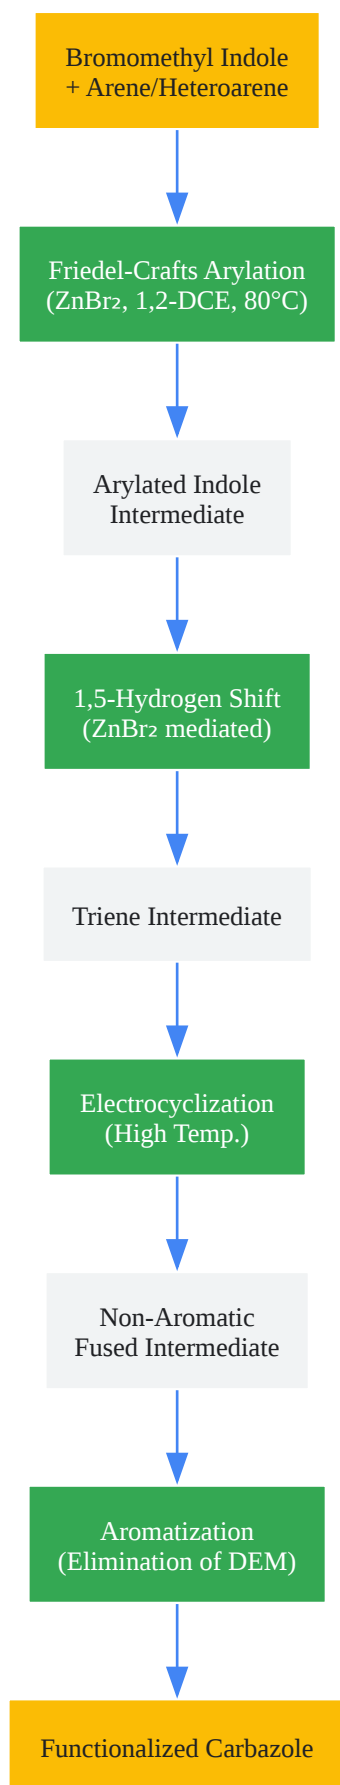 Bromomethyl Indole
+ Arene/Heteroarene
Friedel-Crafts Arylation
(ZnBr₂, 1,2-DCE, 80°C)
Arylated Indole
Intermediate
1,5-Hydrogen Shift
(ZnBr₂ mediated)
Triene Intermediate
Electrocyclization
(High Temp.)
Non-Aromatic
Fused Intermediate
Aromatization
(Elimination of DEM)
Functionalized Carbazole